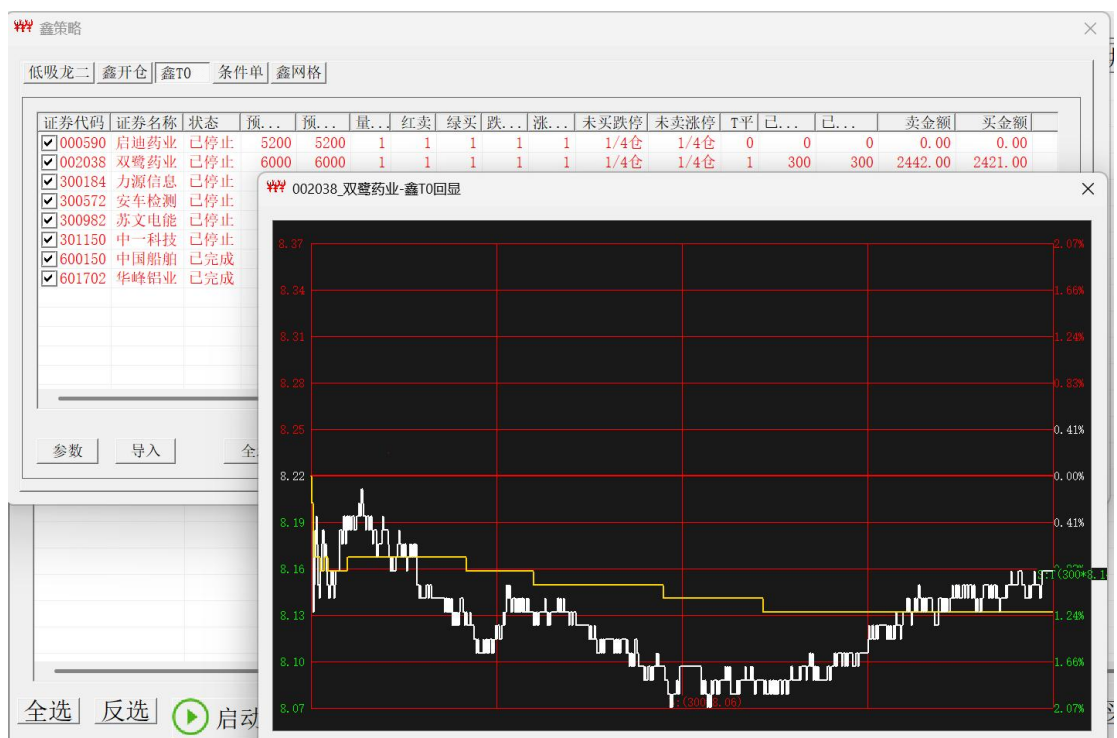 鑫策略
低吸龙二 鑫开仓 鑫T0 条件单 鑫网格
证券代码 证券名称 状态 预... 预... 量... 红卖 绿买 跌... 涨... 未买跌停 未卖涨停 T平 已... 已... 卖金额 买金额
000590 启迪药业 已停止 5200 5200 1 1 1 1 1 1/4仓 1/4仓 0 0 0 0.00 0.00
002038 双鹭药业 已停止 6000 6000 1 1 1 1 1 1/4仓 1/4仓 1 300 300 2442.00 2421.00
300184 力源信息 已停止
300572 安车检测 已停止
300982 苏文电能 已停止
301150 中一科技 已停止
600150 中国船舶 已完成
601702 华峰铝业 已完成
参数 导入 全
002038_双鹭药业-鑫T0回显
8.37 2.07%
8.34 1.66%
8.31 1.24%
8.28 0.83%
8.25 0.41%
8.22 0.00%
8.19 0.41%
8.16
8.13 1.24%
8.10 1.66%
8.07 2.07%
全选 反选 启动